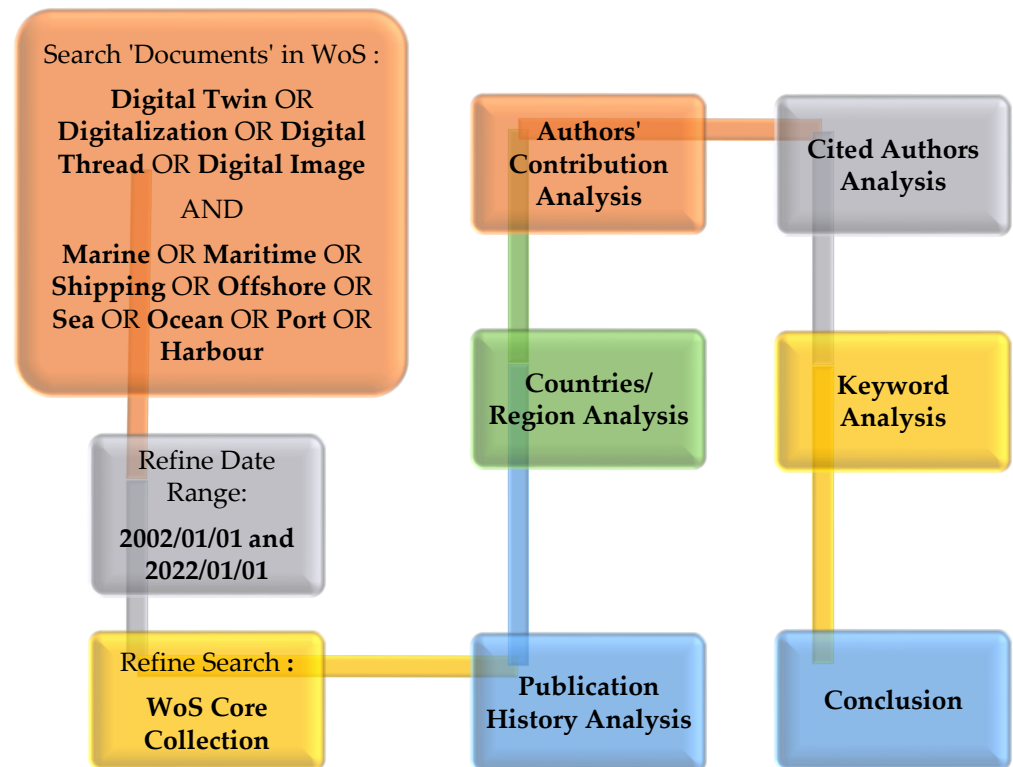 Search 'Documents' in WoS :
Digital Twin OR
Digitalization OR Digital
Thread OR Digital Image
AND
Marine OR Maritime OR
Shipping OR Offshore OR
Sea OR Ocean OR Port OR
Harbour
Refine Date
Range:
2002/01/01 and
2022/01/01
Refine Search :
WoS Core
Collection
Publication
History Analysis
Countries/
Region Analysis
Authors'
Contribution
Analysis
Cited Authors
Analysis
Keyword
Analysis
Conclusion